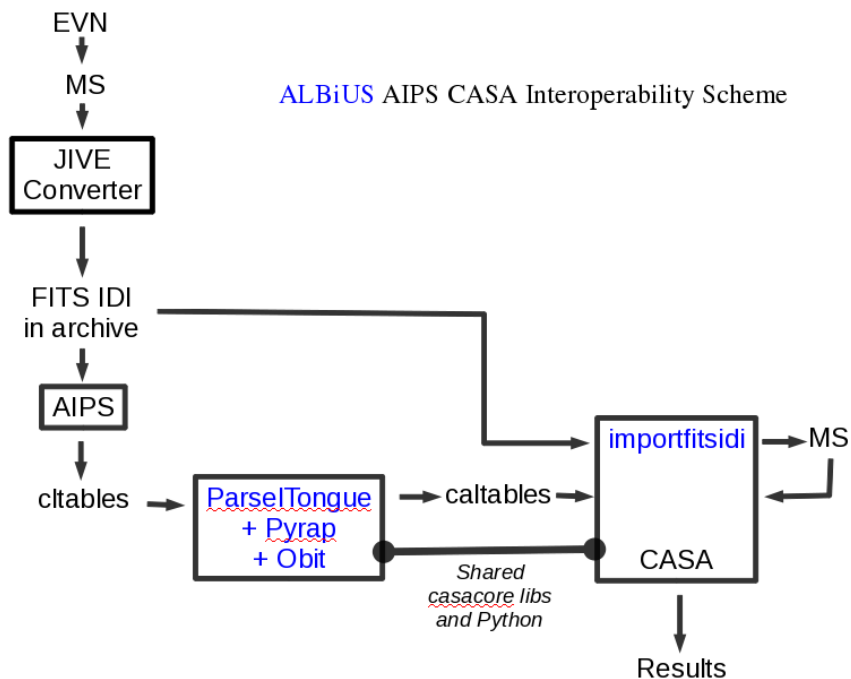 EVN
MS
ALBiUS AIPS CASA Interoperability Scheme
JIVE
Converter
FITS IDI
in archive
AIPS
cltables
ParselTongue
+ Pyrap
+ Obit
caltables
importfitsidi
MS
CASA
Shared
casacore libs
and Python
Results